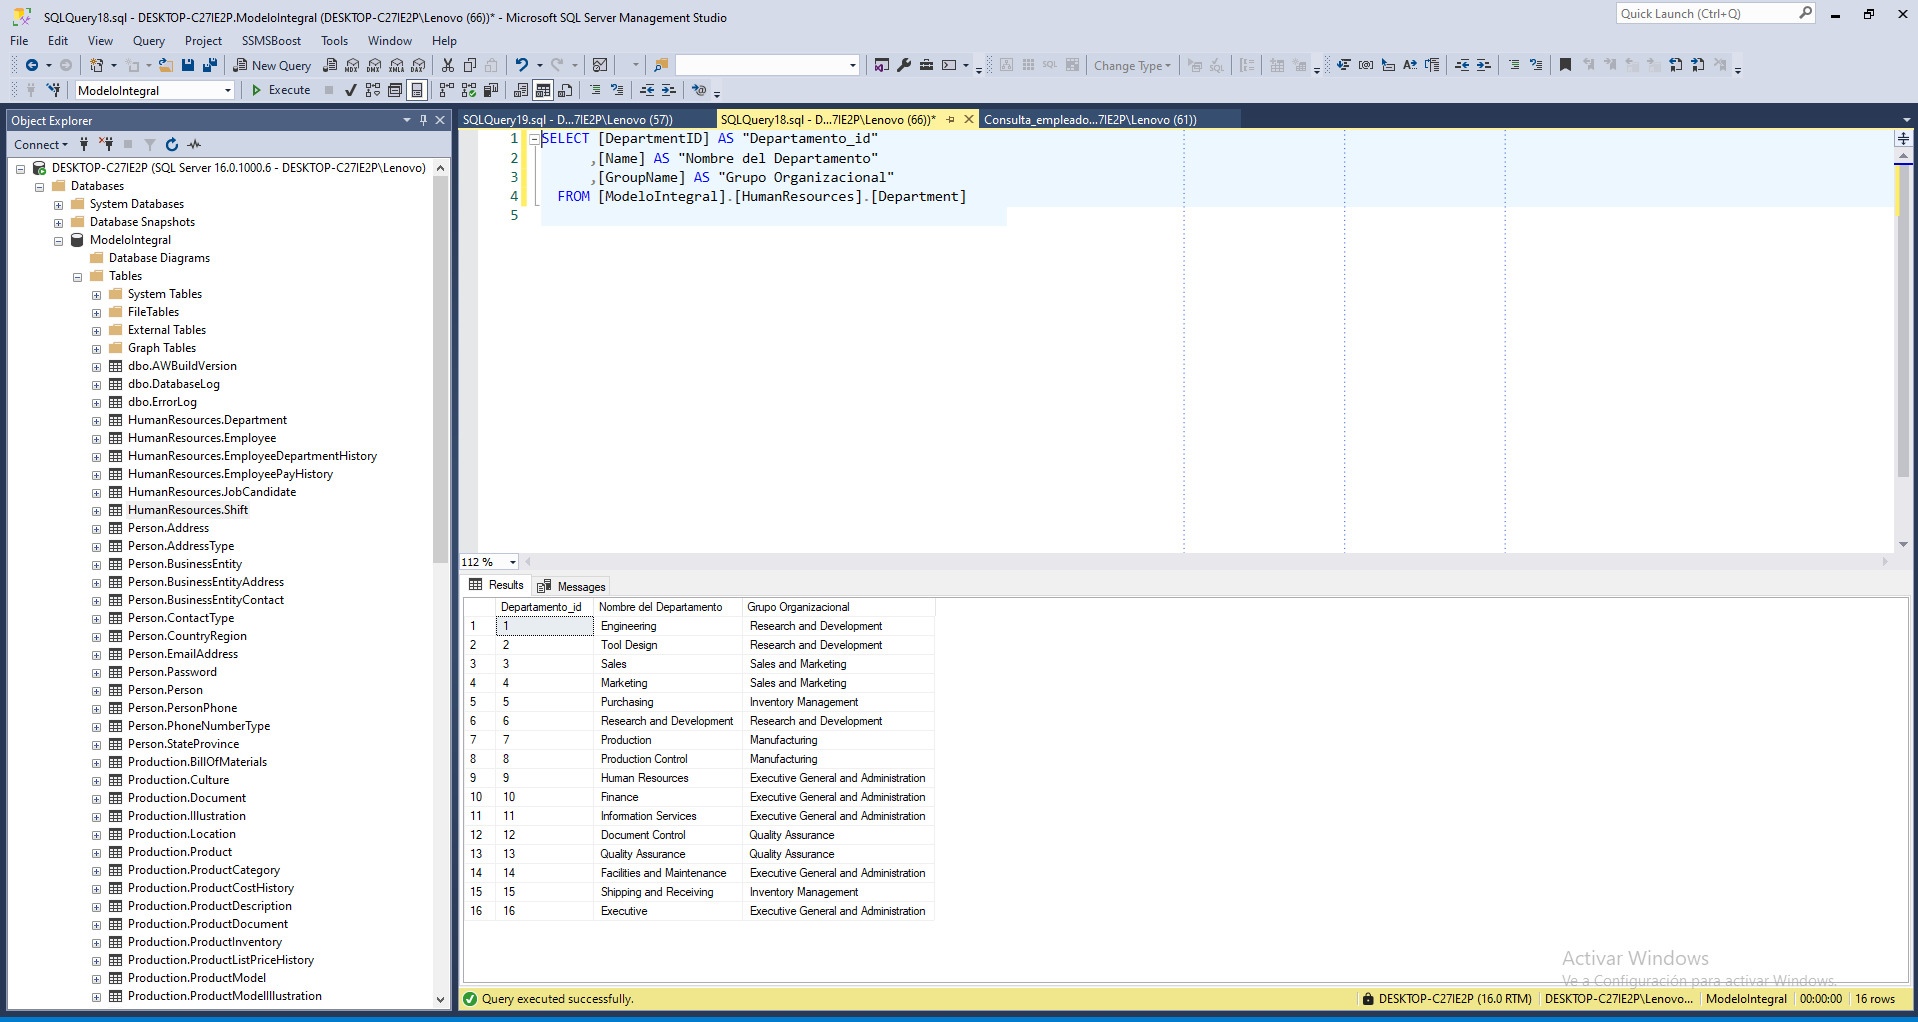 SQLQuery18.sql - DESKTOP-C27IE2P.ModeloIntegral (DESKTOP-C27IE2P\Lenovo (66))* - Microsoft SQL Server Management Studio
Quick Launch (Ctrl+Q)
File Edit View Query Project SSMSBoost Tools Window Help
New Query
Change Type
ModeloIntegral
Execute
Object Explorer
Connect
DESKTOP-C27IE2P (SQL Server 16.0.1000.6 - DESKTOP-C27IE2P\Lenovo)
Databases
System Databases
Database Snapshots
ModeloIntegral
Database Diagrams
Tables
System Tables
FileTables
External Tables
Graph Tables
dbo.AWBuildVersion
dbo.DatabaseLog
dbo.ErrorLog
HumanResources.Department
HumanResources.Employee
HumanResources.EmployeeDepartmentHistory
HumanResources.EmployeePayHistory
HumanResources.JobCandidate
HumanResources.Shift
Person.Address
Person.AddressType
Person.BusinessEntity
Person.BusinessEntityAddress
Person.BusinessEntityContact
Person.ContactType
Person.CountryRegion
Person.EmailAddress
Person.Password
Person.Person
Person.PersonPhone
Person.PhoneNumberType
Person.StateProvince
Production.BillOfMaterials
Production.Culture
Production.Document
Production.Illustration
Production.Location
Production.Product
Production.ProductCategory
Production.ProductCostHistory
Production.ProductDescription
Production.ProductDocument
Production.ProductInventory
Production.ProductListPriceHistory
Production.ProductModel
Production.ProductModelIllustration
SQLQuery19.sql - D...7IE2P\Lenovo (57))
SQLQuery18.sql - D...7IE2P\Lenovo (66))*
Consulta_empleado...7IE2P\Lenovo (61))
1 SELECT [DepartmentID] AS "Departamento_id"
2 ,[Name] AS "Nombre del Departamento"
3 ,[GroupName] AS "Grupo Organizacional"
4 FROM [ModeloIntegral].[HumanResources].[Department]
5
112 %
Results Messages
Departamento_id Nombre del Departamento Grupo Organizacional
1 1 Engineering Research and Development
2 2 Tool Design Research and Development
3 3 Sales Sales and Marketing
4 4 Marketing Sales and Marketing
5 5 Purchasing Inventory Management
6 6 Research and Development Research and Development
7 7 Production Manufacturing
8 8 Production Control Manufacturing
9 9 Human Resources Executive General and Administration
10 10 Finance Executive General and Administration
11 11 Information Services Executive General and Administration
12 12 Document Control Quality Assurance
13 13 Quality Assurance Quality Assurance
14 14 Facilities and Maintenance Executive General and Administration
15 15 Shipping and Receiving Inventory Management
16 16 Executive Executive General and Administration
Activar Windows
Ve a Configuración para activar Windows.
Query executed successfully.
DESKTOP-C27IE2P (16.0 RTM) DESKTOP-C27IE2P\Lenovo... ModeloIntegral 00:00:00 16 rows